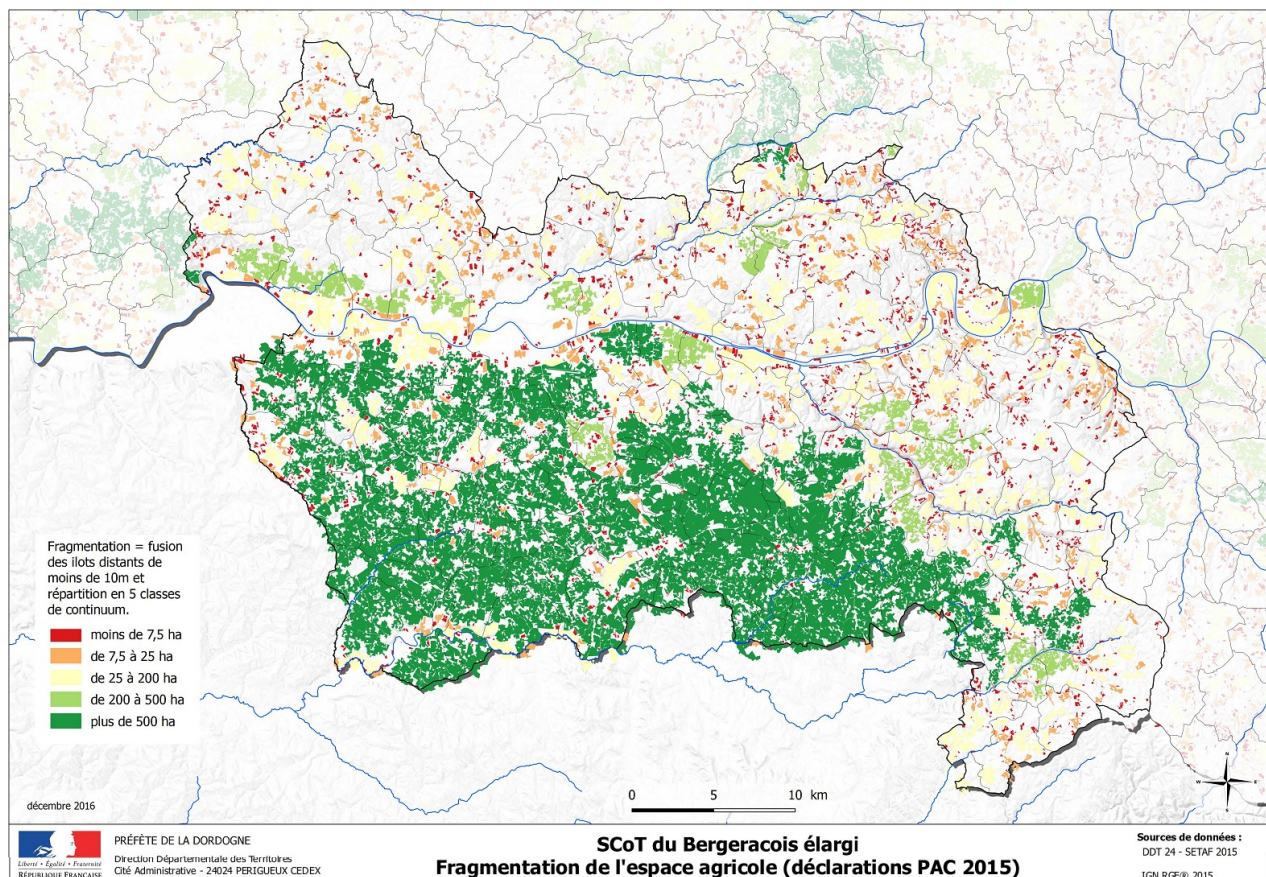 Fragmentation = fusion
des ilots distants de
moins de 10m et
répartition en 5 classes
de continuum.
moins de 7,5 ha
de 7,5 à 25 ha
de 25 à 200 ha
de 200 à 500 ha
plus de 500 ha
décembre 2016
0 5 10 km
N
W E
S
Liberté • Égalité • Fraternité
RÉPUBLIQUE FRANÇAISE
PRÉFÈTE DE LA DORDOGNE
Direction Départementale des Territoires
Cité Administrative - 24024 PERIGUEUX CEDEX
SCoT du Bergeracois élargi
Fragmentation de l'espace agricole (déclarations PAC 2015)
Sources de données :
DDT 24 - SETAF 2015
IGN RGE® 2015